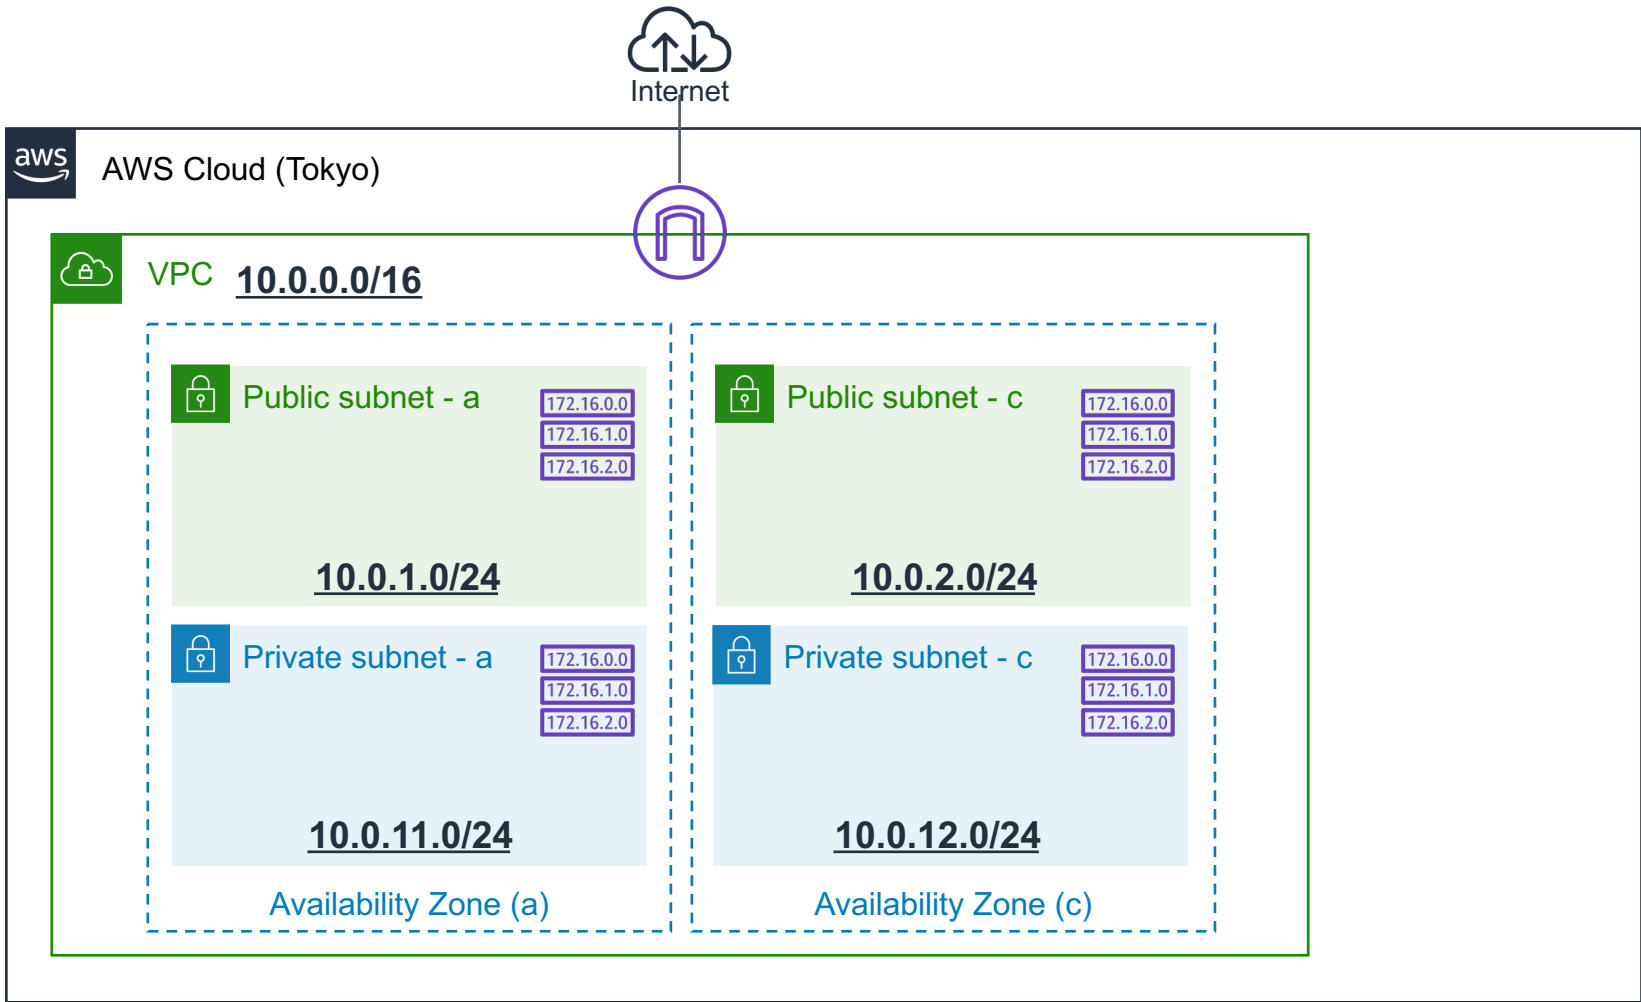 Internet
aws
AWS Cloud (Tokyo)
VPC 10.0.0.0/16
Public subnet - a
172.16.0.0
172.16.1.0
172.16.2.0
10.0.1.0/24
Public subnet - c
172.16.0.0
172.16.1.0
172.16.2.0
10.0.2.0/24
Private subnet - a
172.16.0.0
172.16.1.0
172.16.2.0
10.0.11.0/24
Private subnet - c
172.16.0.0
172.16.1.0
172.16.2.0
10.0.12.0/24
Availability Zone (a)
Availability Zone (c)